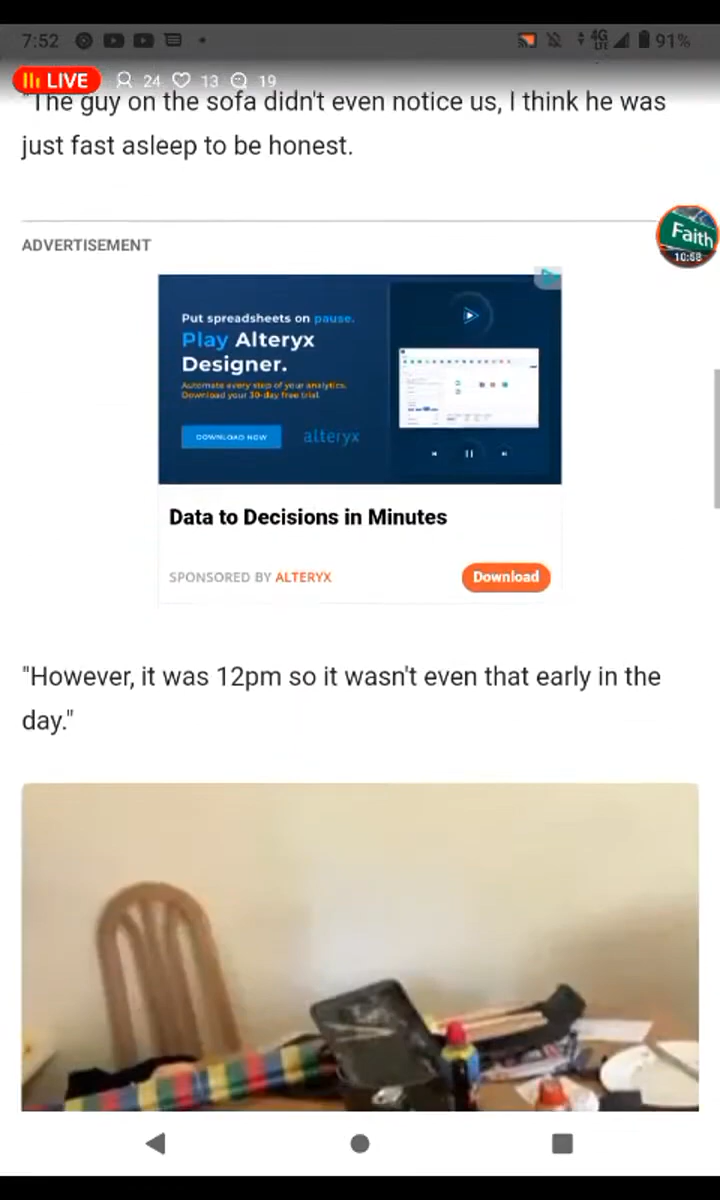 7:52
4G
LTE
91%
LIVE
24
13
19
"The guy on the sofa didn't even notice us, I think he was
just fast asleep to be honest.
ADVERTISEMENT
Faith
10:58
Put spreadsheets on pause.
Play Alteryx
Designer.
Automate every step of your analytics.
Download your 30-day free trial.
DOWNLOAD NOW
alteryx
Data to Decisions in Minutes
SPONSORED BY ALTERYX
Download
"However, it was 12pm so it wasn't even that early in the
day."